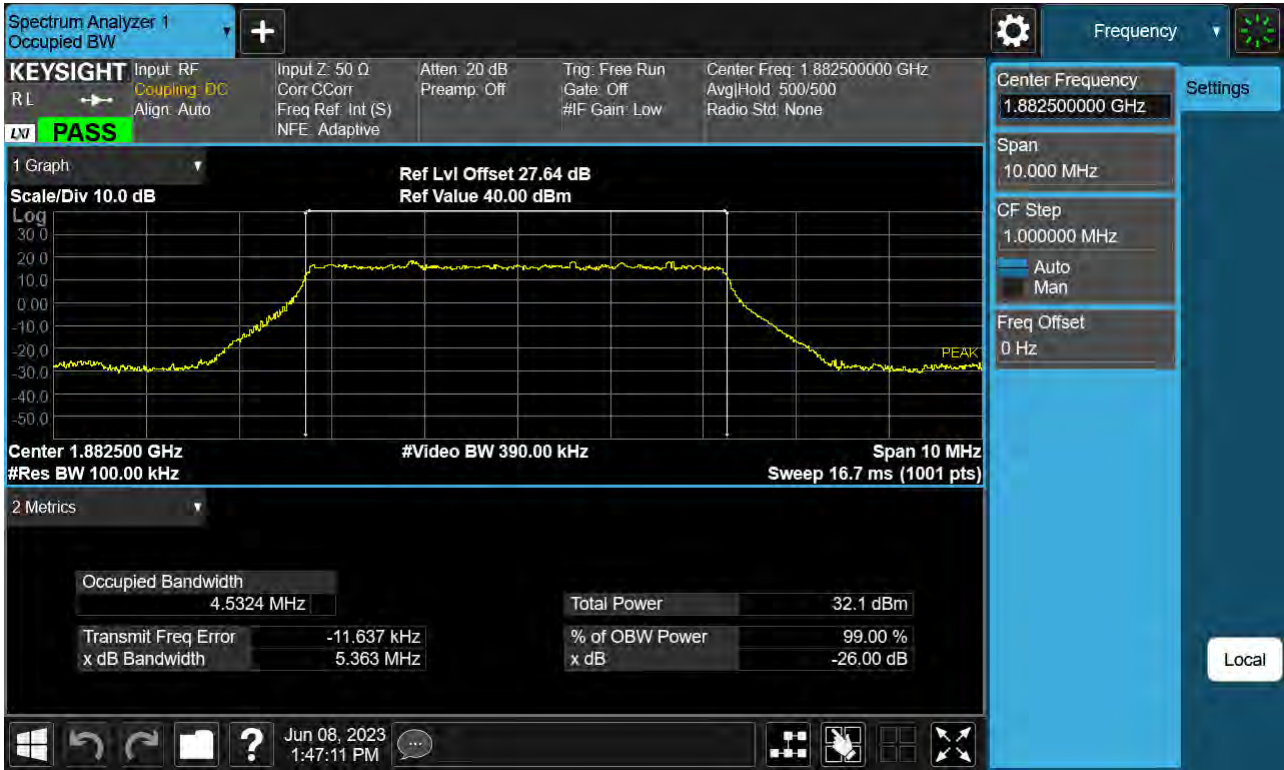 Spectrum Analyzer 1
Occupied BW
Frequency
KEYSIGHT
R L
LXI
PASS
Input: RF
Coupling: DC
Align: Auto
Input Z: 50 Ω
Corr CCorr
Freq Ref: Int (S)
NFE: Adaptive
Atten: 20 dB
Preamp: Off
Trig: Free Run
Gate: Off
#IF Gain: Low
Center Freq: 1.882500000 GHz
Avg|Hold: 500/500
Radio Std: None
Center Frequency
1.882500000 GHz
Settings
Span
10.000 MHz
CF Step
1.000000 MHz
Auto
Man
Freq Offset
0 Hz
Local
1 Graph
Scale/Div 10.0 dB
Ref Lvl Offset 27.64 dB
Ref Value 40.00 dBm
Log
30.0
20.0
10.0
0.00
-10.0
-20.0
-30.0
-40.0
-50.0
PEAK
Center 1.882500 GHz
#Video BW 390.00 kHz
Span 10 MHz
#Res BW 100.00 kHz
Sweep 16.7 ms (1001 pts)
2 Metrics
Occupied Bandwidth
4.5324 MHz
Total Power 32.1 dBm
Transmit Freq Error -11.637 kHz
% of OBW Power 99.00 %
x dB Bandwidth 5.363 MHz
x dB -26.00 dB
?
Jun 08, 2023
1:47:11 PM